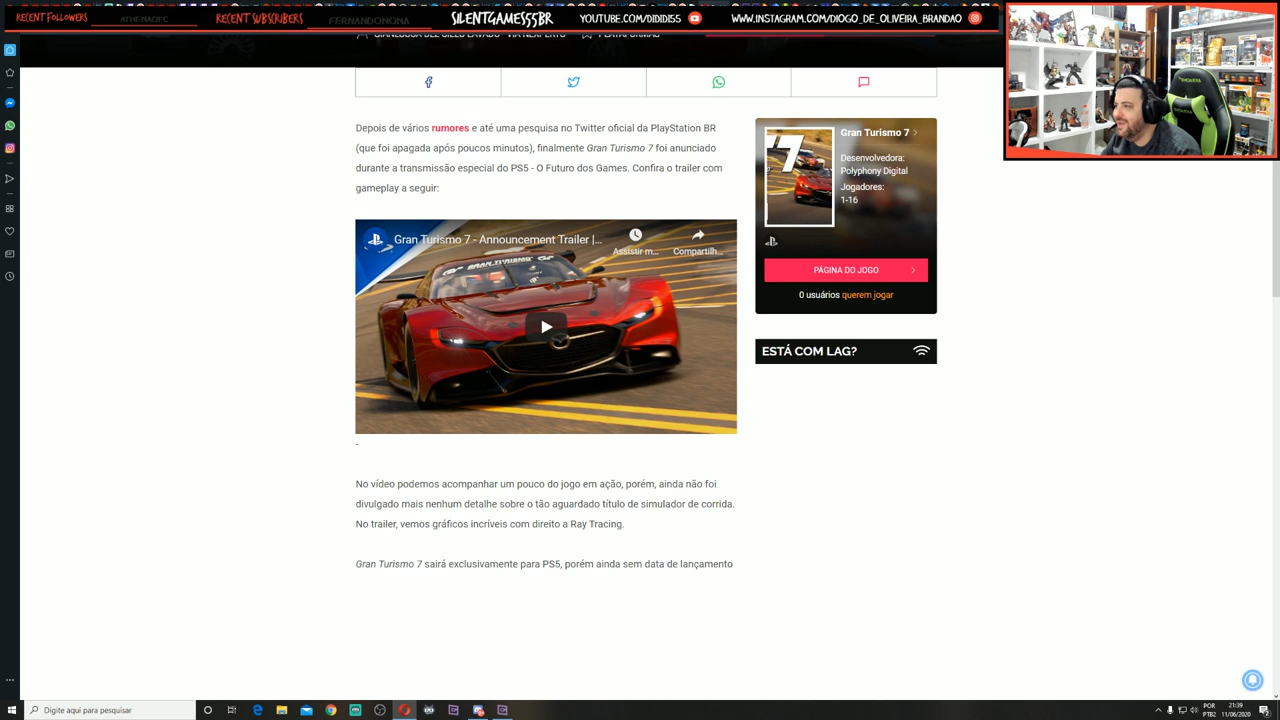 RECENT FOLLOWERS
ATHENAOFC
RECENT SUBSCRIBERS
FERNANDONONA
SILENTGAMES55BR
YOUTUBE.COM/DIDIDI55
WWW.INSTAGRAM.COM/DIOGO_DE_OLIVEIRA_BRANDAO
Depois de vários rumores e até uma pesquisa no Twitter oficial da PlayStation BR
(que foi apagada após poucos minutos), finalmente Gran Turismo 7 foi anunciado
durante a transmissão especial do PS5 - O Futuro dos Games. Confira o trailer com
gameplay a seguir:
Gran Turismo 7 - Announcement Trailer |...
Assistir m...
Compartilh...
GRAN TURISMO
-
No vídeo podemos acompanhar um pouco do jogo em ação, porém, ainda não foi
divulgado mais nenhum detalhe sobre o tão aguardado título de simulador de corrida.
No trailer, vemos gráficos incríveis com direito a Ray Tracing.
Gran Turismo 7 sairá exclusivamente para PS5, porém ainda sem data de lançamento
7
Gran Turismo 7
Desenvolvedora:
Polyphony Digital
Jogadores:
1-16
PÁGINA DO JOGO
0 usuários querem jogar
ESTÁ COM LAG?
Digite aqui para pesquisar
POR
PTB2
21:39
11/06/2020